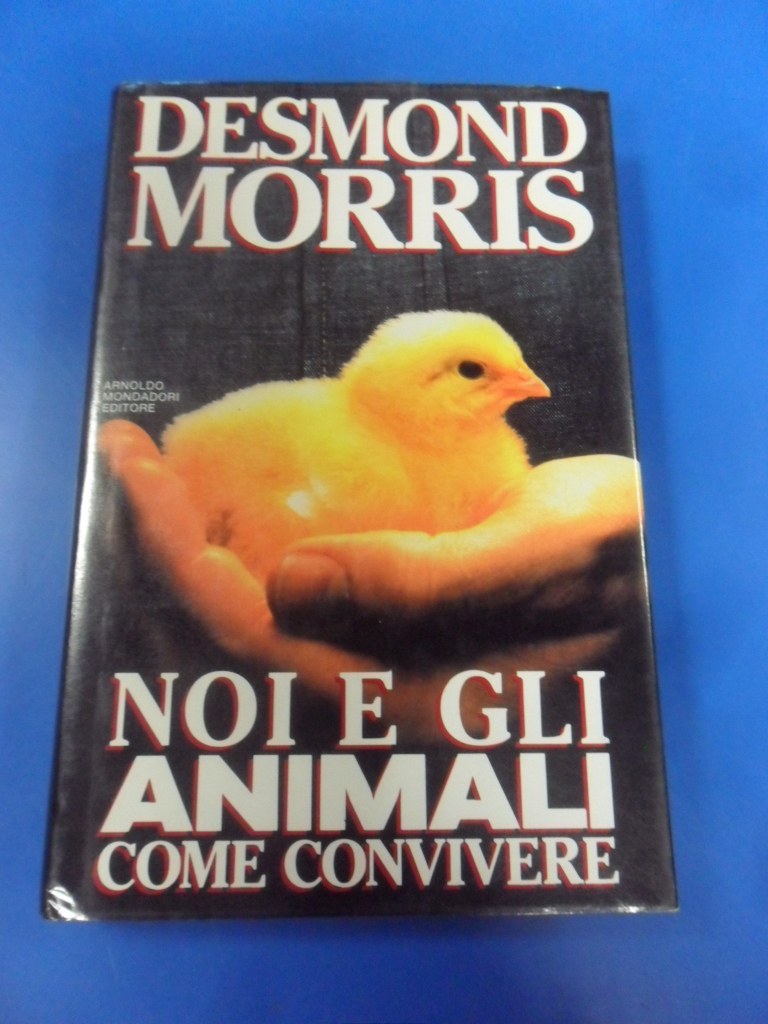 DESMOND
MORRIS
ARNOLDO
MONDADORI
EDITORE
NOI E GLI
ANIMALI
COME CONVIVERE